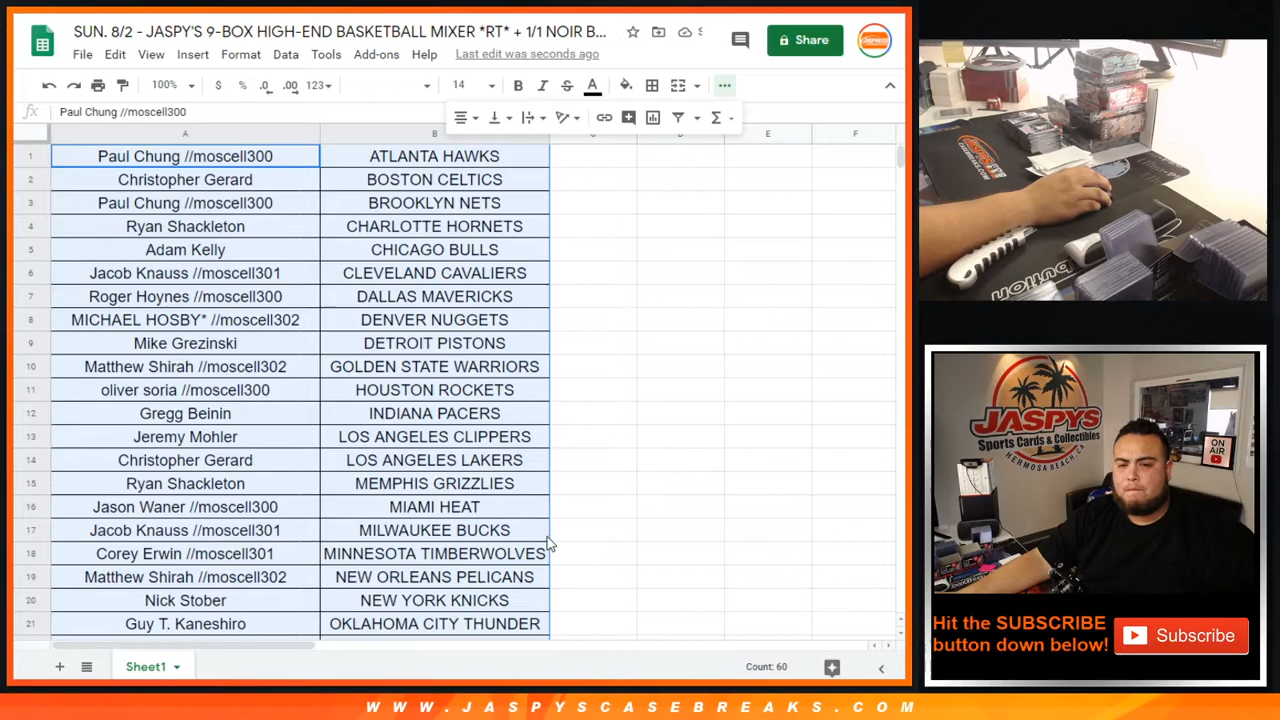 SUN. 8/2 - JASPY'S 9-BOX HIGH-END BASKETBALL MIXER *RT* + 1/1 NOIR B...
File Edit View Insert Format Data Tools Add-ons Help Last edit was seconds ago
Share
100% $ % .0 .00 123 14 B I S A
fx Paul Chung //moscell300
A B C D E F
1 Paul Chung //moscell300 ATLANTA HAWKS
2 Christopher Gerard BOSTON CELTICS
3 Paul Chung //moscell300 BROOKLYN NETS
4 Ryan Shackleton CHARLOTTE HORNETS
5 Adam Kelly CHICAGO BULLS
6 Jacob Knauss //moscell301 CLEVELAND CAVALIERS
7 Roger Hoynes //moscell300 DALLAS MAVERICKS
8 MICHAEL HOSBY* //moscell302 DENVER NUGGETS
9 Mike Grezinski DETROIT PISTONS
10 Matthew Shirah //moscell302 GOLDEN STATE WARRIORS
11 oliver soria //moscell300 HOUSTON ROCKETS
12 Gregg Beinin INDIANA PACERS
13 Jeremy Mohler LOS ANGELES CLIPPERS
14 Christopher Gerard LOS ANGELES LAKERS
15 Ryan Shackleton MEMPHIS GRIZZLIES
16 Jason Waner //moscell300 MIAMI HEAT
17 Jacob Knauss //moscell301 MILWAUKEE BUCKS
18 Corey Erwin //moscell301 MINNESOTA TIMBERWOLVES
19 Matthew Shirah //moscell302 NEW ORLEANS PELICANS
20 Nick Stober NEW YORK KNICKS
21 Guy T. Kaneshiro OKLAHOMA CITY THUNDER
Sheet1
Count: 60
JASPYS
Sports Cards & Collectibles
HERMOSA BEACH, CA
ON AIR
Hit the SUBSCRIBE
button down below!
Subscribe
WWW.JASPYSCASEBREAKS.COM